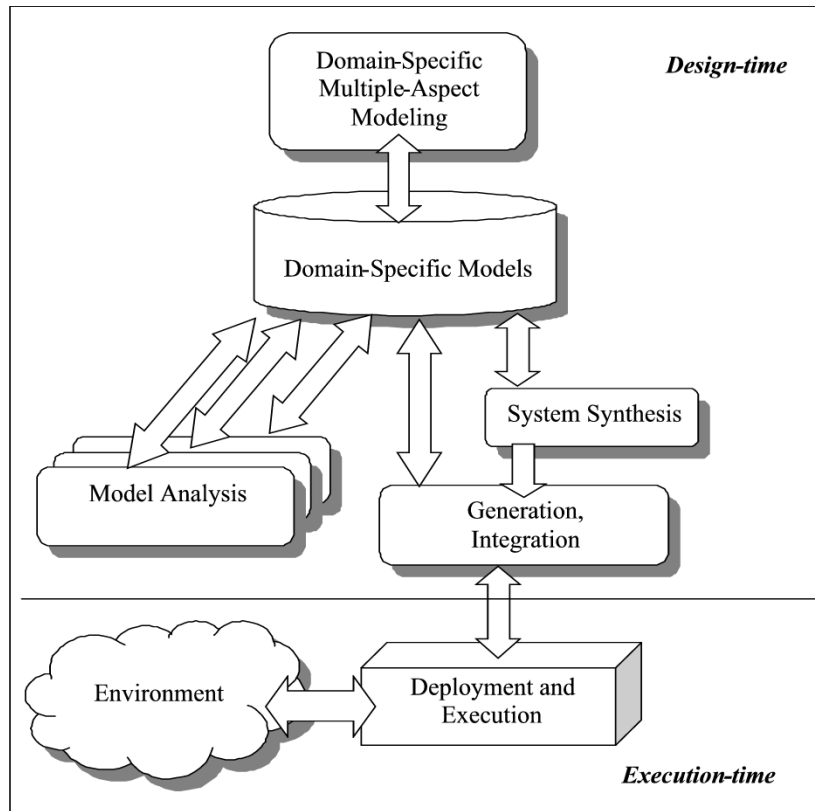 Domain-Specific
Multiple-Aspect
Modeling
Design-time
Domain-Specific Models
System Synthesis
Model Analysis
Generation,
Integration
Environment
Deployment and
Execution
Execution-time